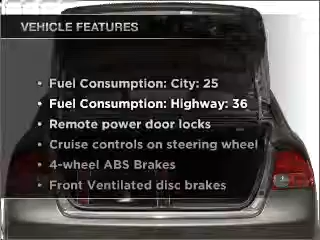 VEHICLE FEATURES
• Fuel Consumption: City: 25
• Fuel Consumption: Highway: 36
• Remote power door locks
• Cruise controls on steering wheel
• 4-wheel ABS Brakes
• Front Ventilated disc brakes